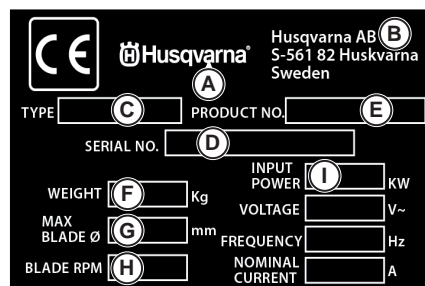 CE
Husqvarna®
A
Husqvarna AB B
S-561 82 Huskvarna
Sweden
TYPE C PRODUCT NO. E
SERIAL NO. D
WEIGHT F Kg
MAX
BLADE Ø G mm
BLADE RPM H
INPUT
POWER I KW
VOLTAGE V~
FREQUENCY Hz
NOMINAL
CURRENT A